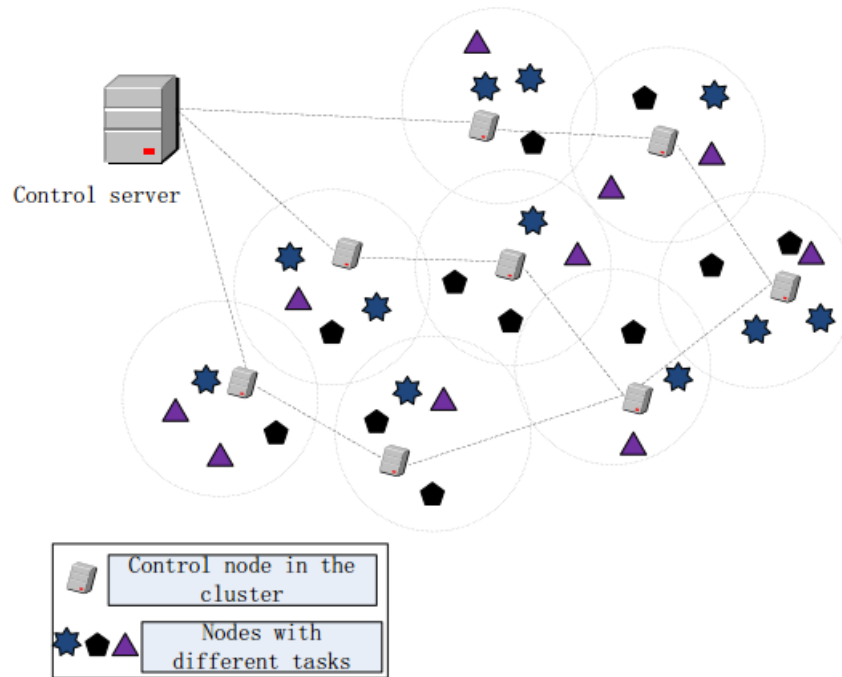 Control server
Control node in the
cluster
Nodes with
different tasks